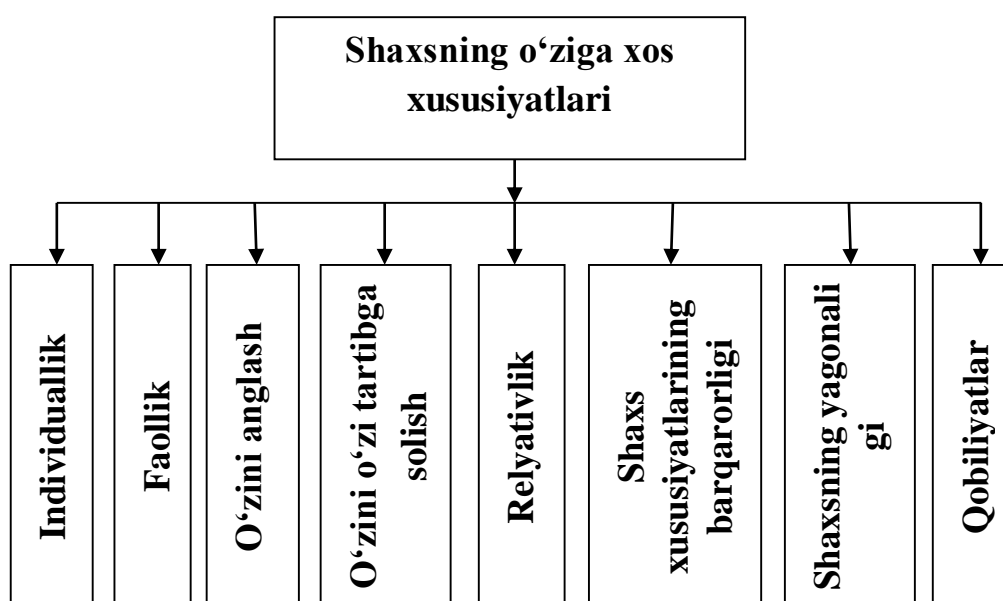 Shaxsning o‘ziga xos
xususiyatlari
Individuallik
Faollik
O‘zini anglash
O‘zini o‘zi tartibga
solish
Relyativlik
Shaxs
xususiyatlarining
barqarorligi
Shaxsning yagonali
gi
Qobiliyatlar